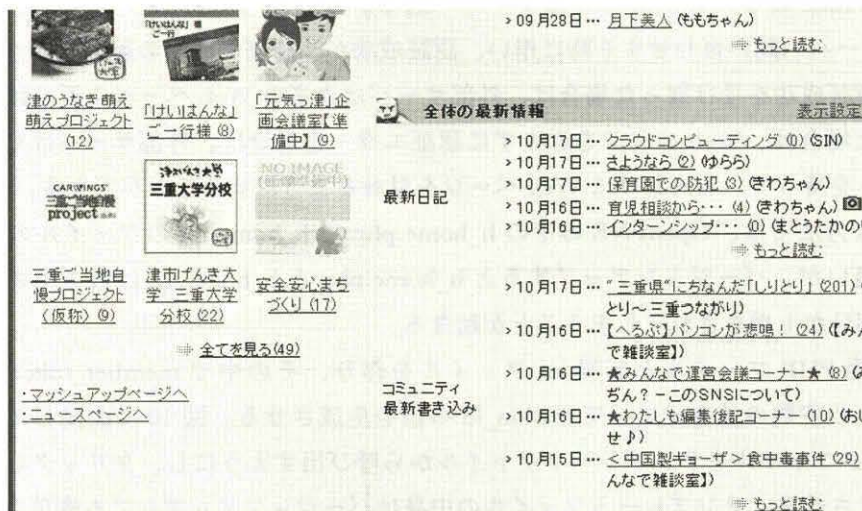 津のうなぎ萌え
萌えプロジェクト
(12)
「けいはんな」
ご一行様 (8)
「元気っ津」企
画会議室【準
備中】 (9)
CARWINGS
三重ご当地自慢
project
三重大学分校
NO IMAGE
三重ご当地自
慢プロジェクト
(仮称) (9)
津市げんき大
学 三重大学
分校 (22)
安全安心まち
づくり (17)
全てを見る(49)
・マッシュアップページへ
・ニュースページへ
09月28日… 月下美人 (ももちゃん)
もっと読む
全体の最新情報
表示設定
最新日記
10月17日… クラウドコンピューティング (0) (SIN)
10月17日… さようなら (2) (ゆらら)
10月17日… 保育園での防犯 (3) (きわちゃん)
10月16日… 育児相談から・・・ (4) (きわちゃん)
10月16日… インターンシップ・・・ (0) (まとうたかの
もっと読む
コミュニティ
最新書き込み
10月17日… "三重県"にちなんだ「しりとり」 (201)
とり～三重つながり)
10月16日… 【へるぷ】パソコンが悲鳴！ (24) (【みん
で雑談室】)
10月16日… ★みんなで運営会議コーナー★ (8)
ぢん？－このSNSについて)
10月16日… ★わたしも編集後記コーナー (10) (おし
せ♪)
10月15日… ＜中国製ギョーザ＞食中毒事件 (29)
んなで雑談室】)
もっと読む